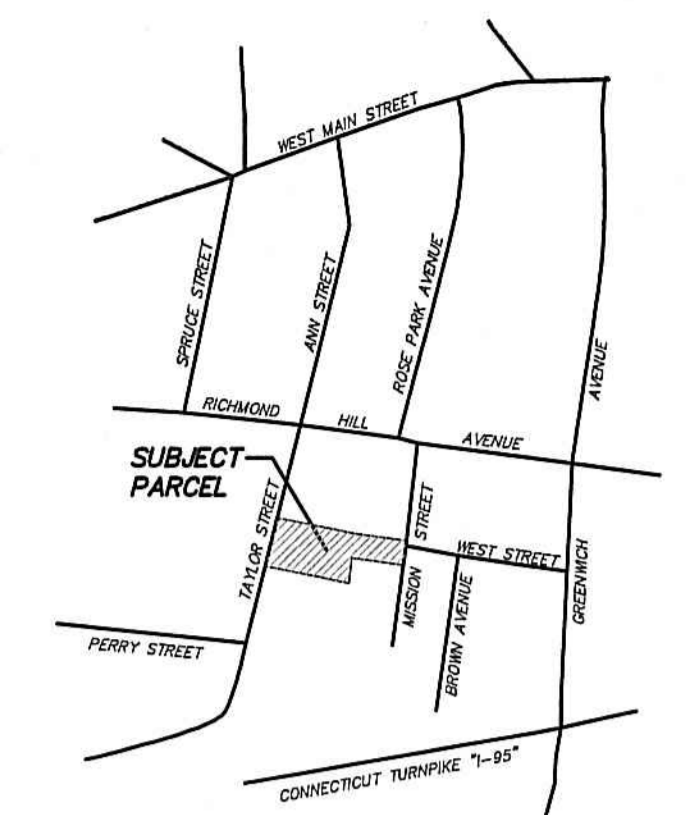 WEST MAIN STREET
SPRUCE STREET
ANN STREET
ROSE PARK AVENUE
AVENUE
RICHMOND HILL AVENUE
SUBJECT
PARCEL
TAYLOR STREET
MISSION STREET
WEST STREET
GREENWICH
BROWN AVENUE
PERRY STREET
CONNECTICUT TURNPIKE "I-95"